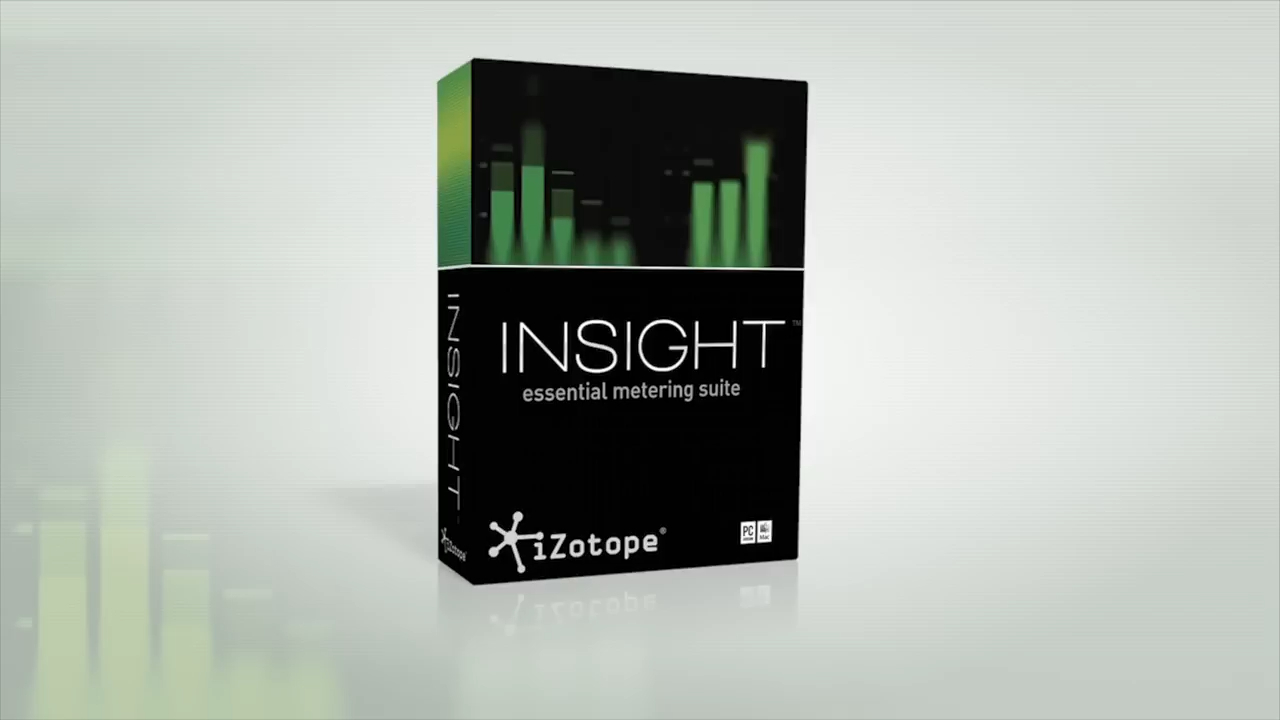 INSIGHT™
essential metering suite
INSIGHT
iZotope®
iZotope
PC
Mac